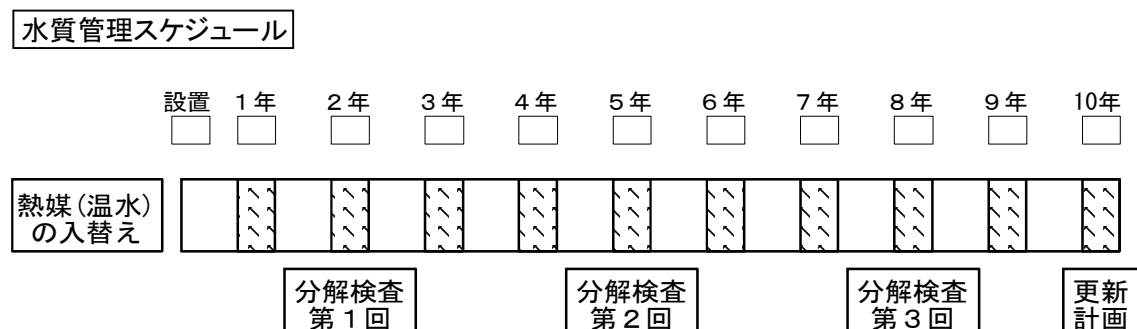 水質管理スケジュール
設置 1年 2年 3年 4年 5年 6年 7年 8年 9年 10年
熱媒(温水)
の入替え
分解検査
第1回
分解検査
第2回
分解検査
第3回
更新
計画